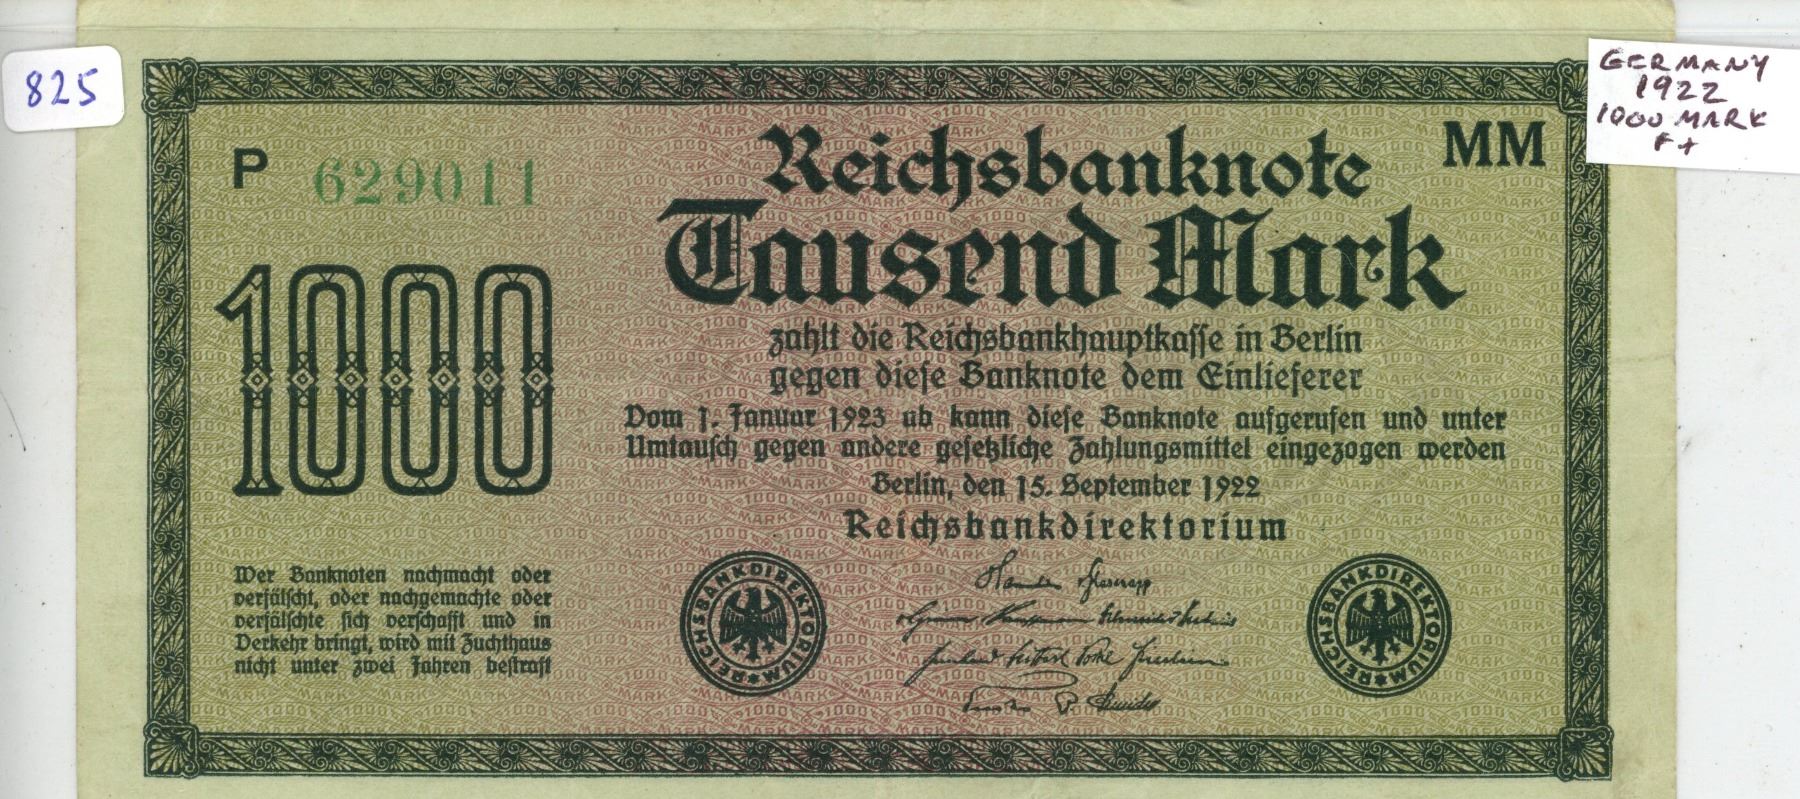 825
GERMANY
1922
1000 MARK
F+
P 629011
MM
Reichsbanknote
Tausend Mark
1000
zahlt die Reichsbankhauptkasse in Berlin
gegen diese Banknote dem Einlieferer
Vom 1. Januar 1923 ab kann diese Banknote aufgerufen und unter
Umtausch gegen andere gesetzliche Zahlungsmittel eingezogen werden
Berlin, den 15. September 1922
Reichsbankdirektorium
Wer Banknoten nachmacht oder
verfälscht, oder nachgemachte oder
verfälschte sich verschafft und in
Verkehr bringt, wird mit Zuchthaus
nicht unter zwei Jahren bestraft
REICHSBANKDIREKTORIUM
REICHSBANKDIREKTORIUM